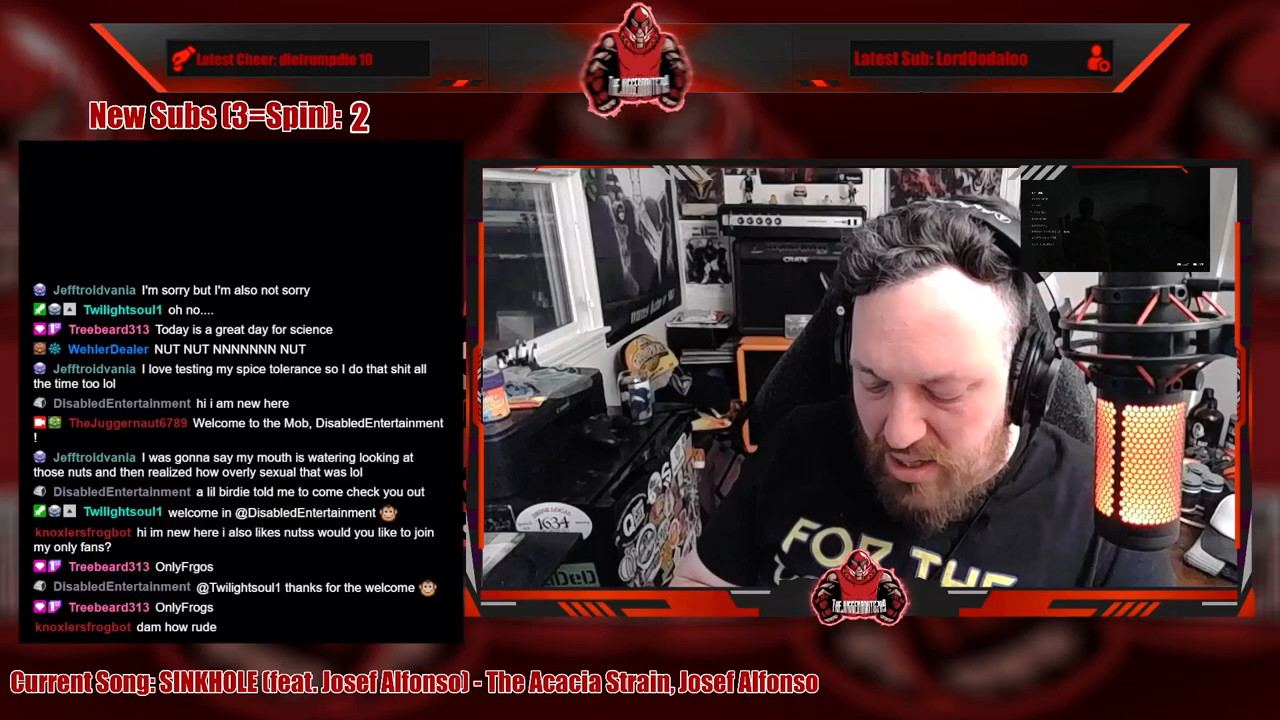 Latest Cheer: dietrumpdie 10
Latest Sub: LordOodaloo
New Subs (3=Spin): 2
Jefftroidvania I'm sorry but I'm also not sorry
Twilightsoul1 oh no....
Treebeard313 Today is a great day for science
WehlerDealer NUT NUT NNNNNNN NUT
Jefftroidvania I love testing my spice tolerance so I do that shit all
the time too lol
DisabledEntertainment hi i am new here
TheJuggernaut6789 Welcome to the Mob, DisabledEntertainment
!
Jefftroidvania I was gonna say my mouth is watering looking at
those nuts and then realized how overly sexual that was lol
DisabledEntertainment a lil birdie told me to come check you out
Twilightsoul1 welcome in @DisabledEntertainment
knoxlersfrogbot hi im new here i also likes nutss would you like to join
my only fans?
Treebeard313 OnlyFrgos
DisabledEntertainment @Twilightsoul1 thanks for the welcome
Treebeard313 OnlyFrogs
knoxlersfrogbot dam how rude
CRATE
1634
FOR THE
Current Song: SINKHOLE (feat. Josef Alfonso) - The Acacia Strain, Josef Alfonso